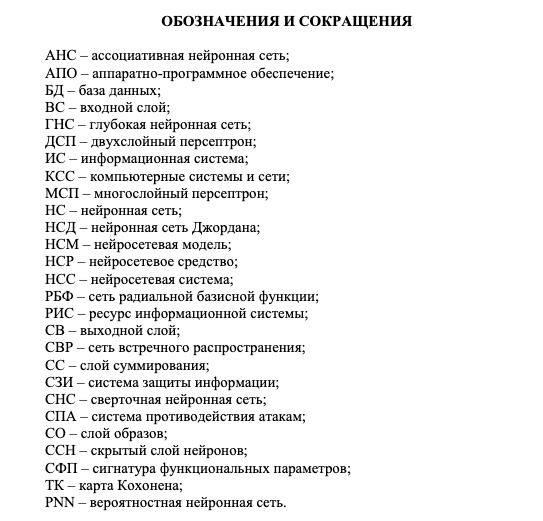 ОБОЗНАЧЕНИЯ И СОКРАЩЕНИЯ
АНС – ассоциативная нейронная сеть;
АПО – аппаратно-программное обеспечение;
БД – база данных;
ВС – входной слой;
ГНС – глубокая нейронная сеть;
ДСП – двухслойный персептрон;
ИС – информационная система;
КСС – компьютерные системы и сети;
МСП – многослойный персептрон;
НС – нейронная сеть;
НСД – нейронная сеть Джордана;
НСМ – нейросетевая модель;
НСР – нейросетевое средство;
НСС – нейросетевая система;
РБФ – сеть радиальной базисной функции;
РИС – ресурс информационной системы;
СВ – выходной слой;
СВР – сеть встречного распространения;
СС – слой суммирования;
СЗИ – система защиты информации;
СНС – сверточная нейронная сеть;
СПА – система противодействия атакам;
СО – слой образов;
ССН – скрытый слой нейронов;
СФП – сигнатура функциональных параметров;
ТК – карта Кохонена;
PNN – вероятностная нейронная сеть.